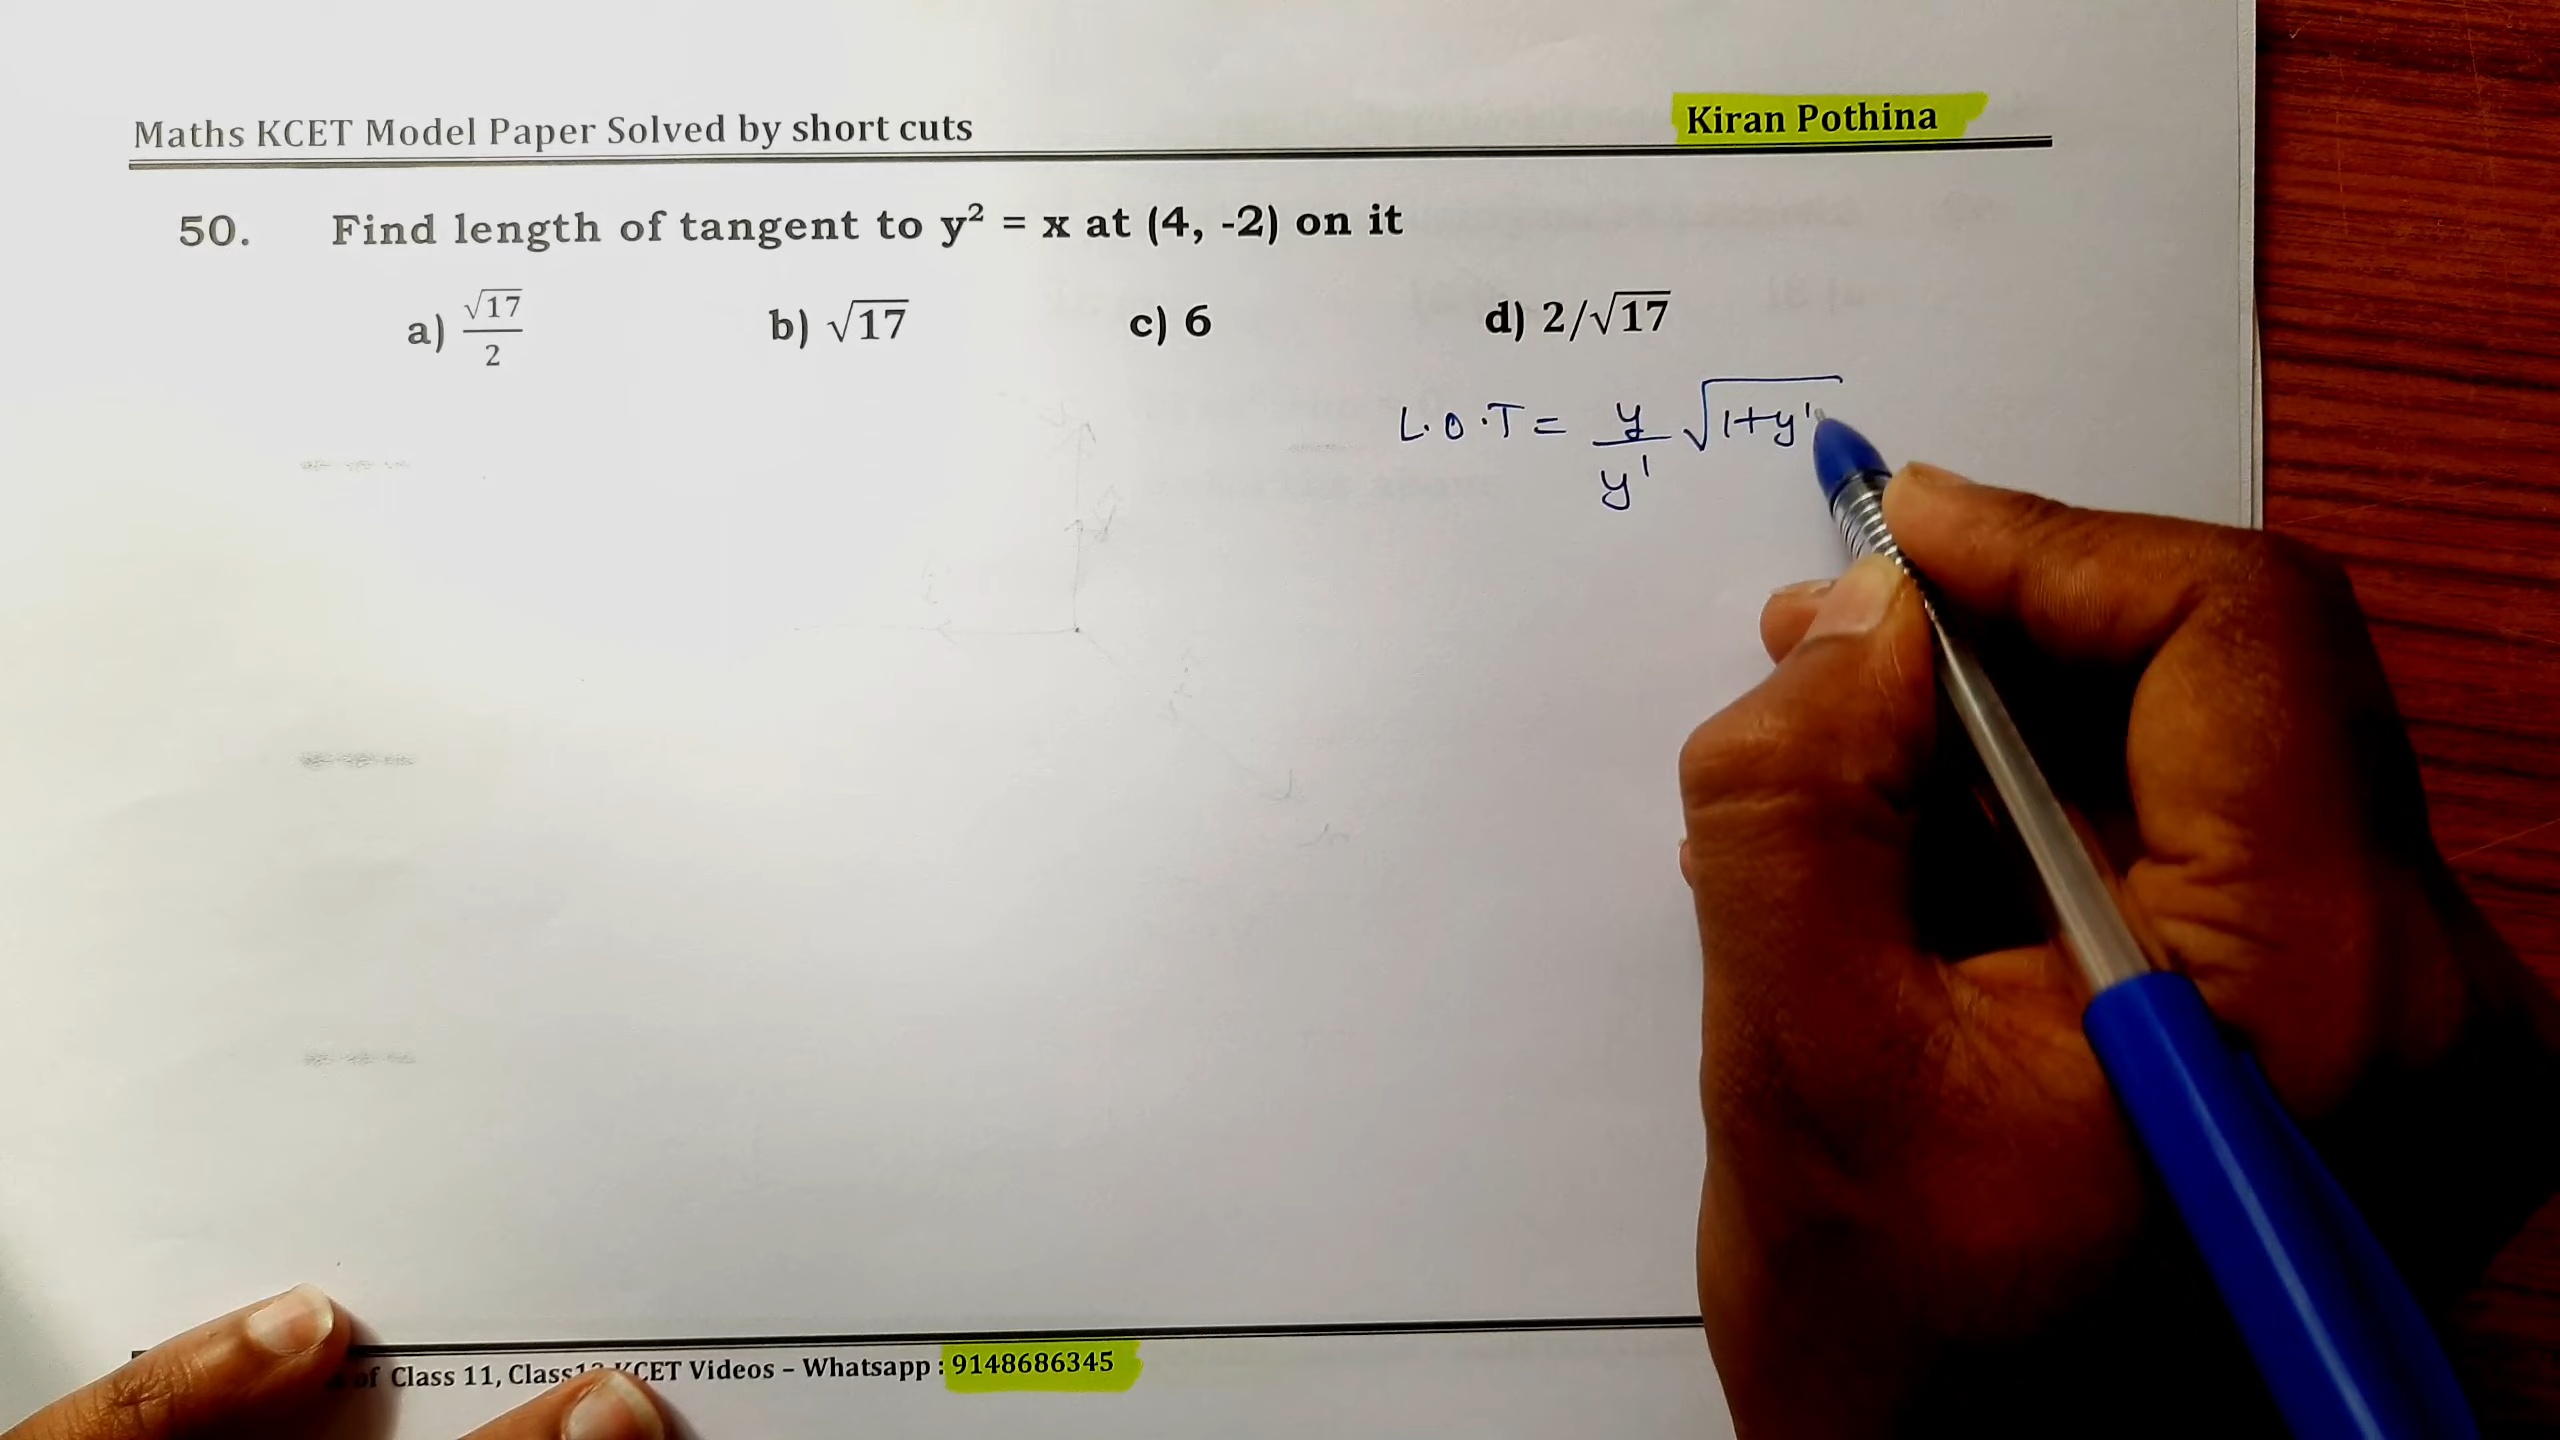 Maths KCET Model Paper Solved by short cuts
Kiran Pothina
50. Find length of tangent to y² = x at (4, -2) on it
a) √17/2 b) √17 c) 6 d) 2/√17
L.O.T = y/y' √1+y'
of Class 11, Class12 KCET Videos – Whatsapp : 9148686345